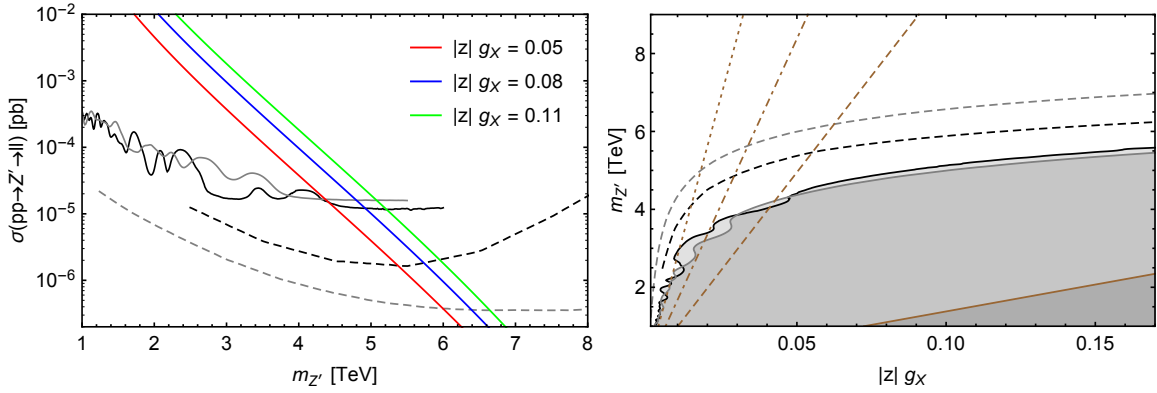 10⁻²
10⁻³
10⁻⁴
10⁻⁵
10⁻⁶
σ(pp→Z′→ll) [pb]
|z| g_X = 0.05
|z| g_X = 0.08
|z| g_X = 0.11
1 2 3 4 5 6 7 8
m_Z′ [TeV]
8
6
4
2
m_Z′ [TeV]
0.05 0.10 0.15
|z| g_X